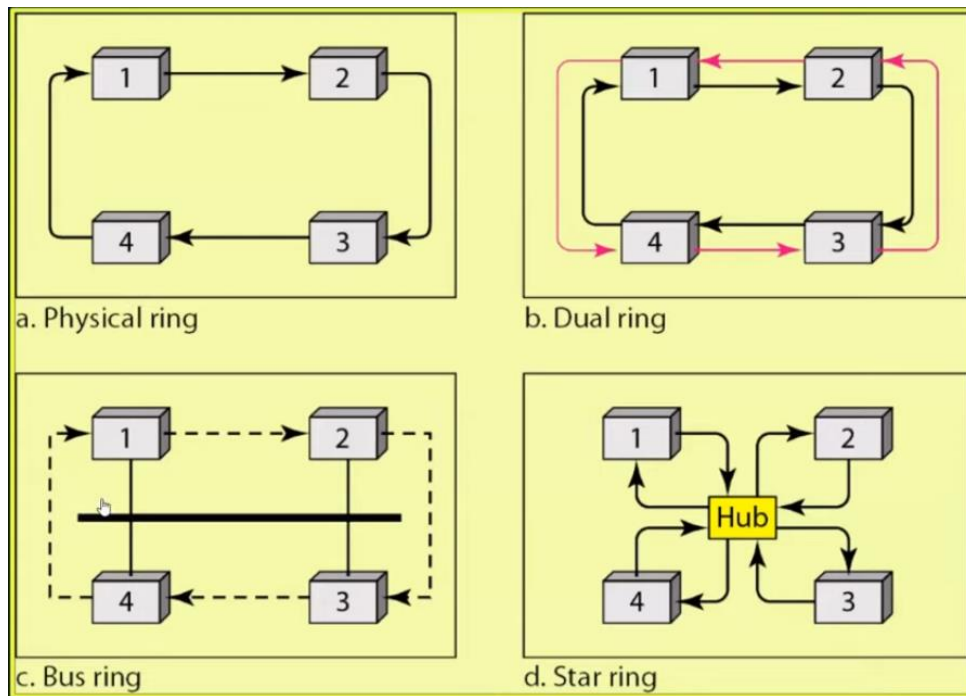 1 2
4 3
a. Physical ring
1 2
4 3
b. Dual ring
1 2
4 3
c. Bus ring
1 2
Hub
4 3
d. Star ring